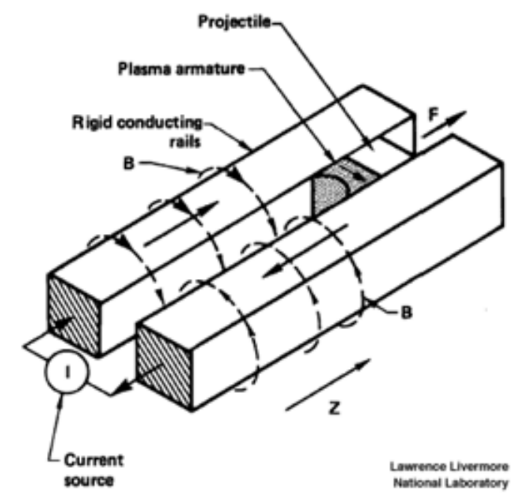 Projectile
Plasma armature
F
Rigid conducting
rails
B
B
I
Z
Current
source
Lawrence Livermore
National Laboratory